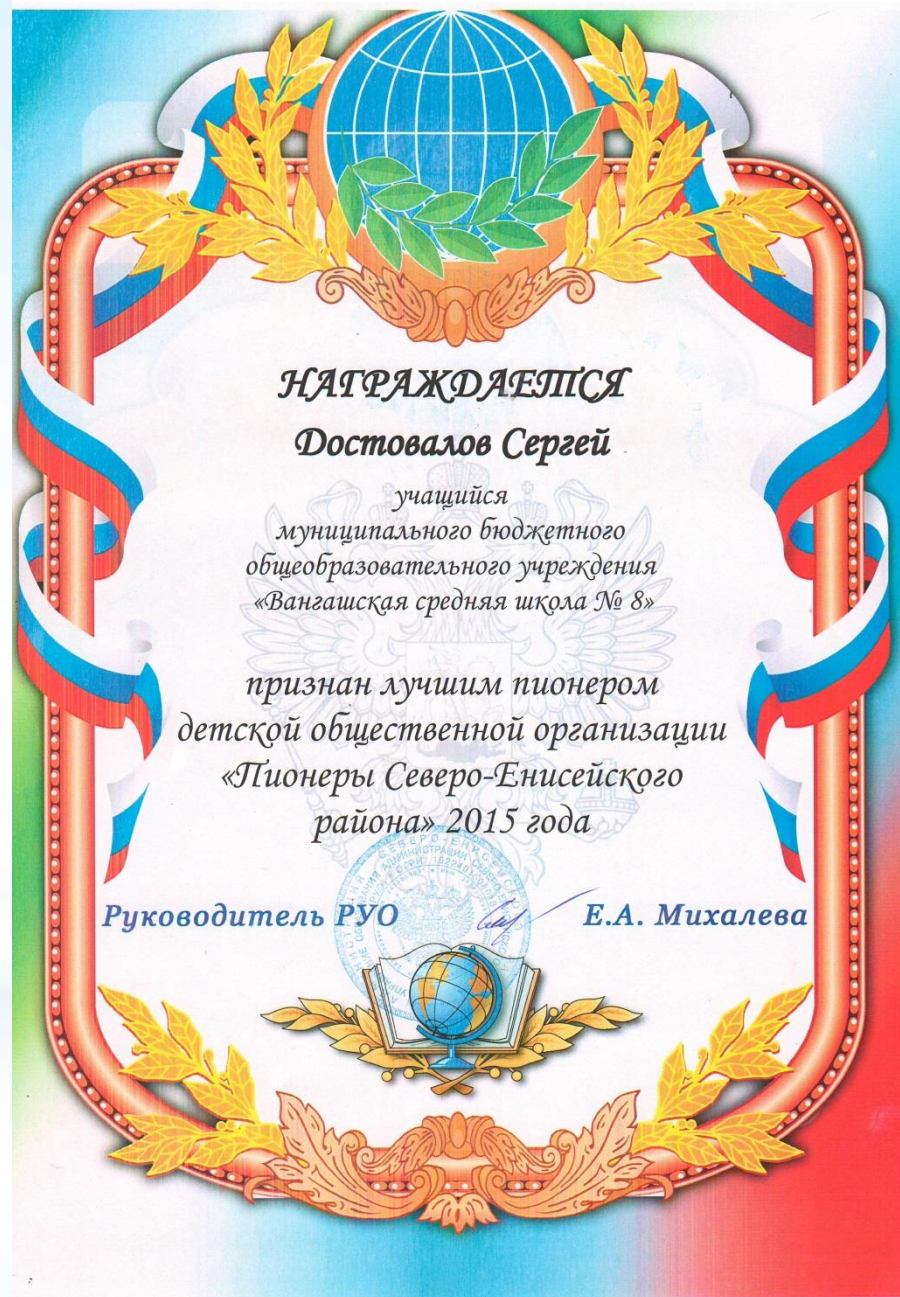 НАГРАЖДАЕТСЯ
Достовалов Сергей
учащийся
муниципального бюджетного
общеобразовательного учреждения
«Вангашская средняя школа № 8»
признан лучшим пионером
детской общественной организации
«Пионеры Северо-Енисейского
района» 2015 года
Руководитель РУО Е.А. Михалева